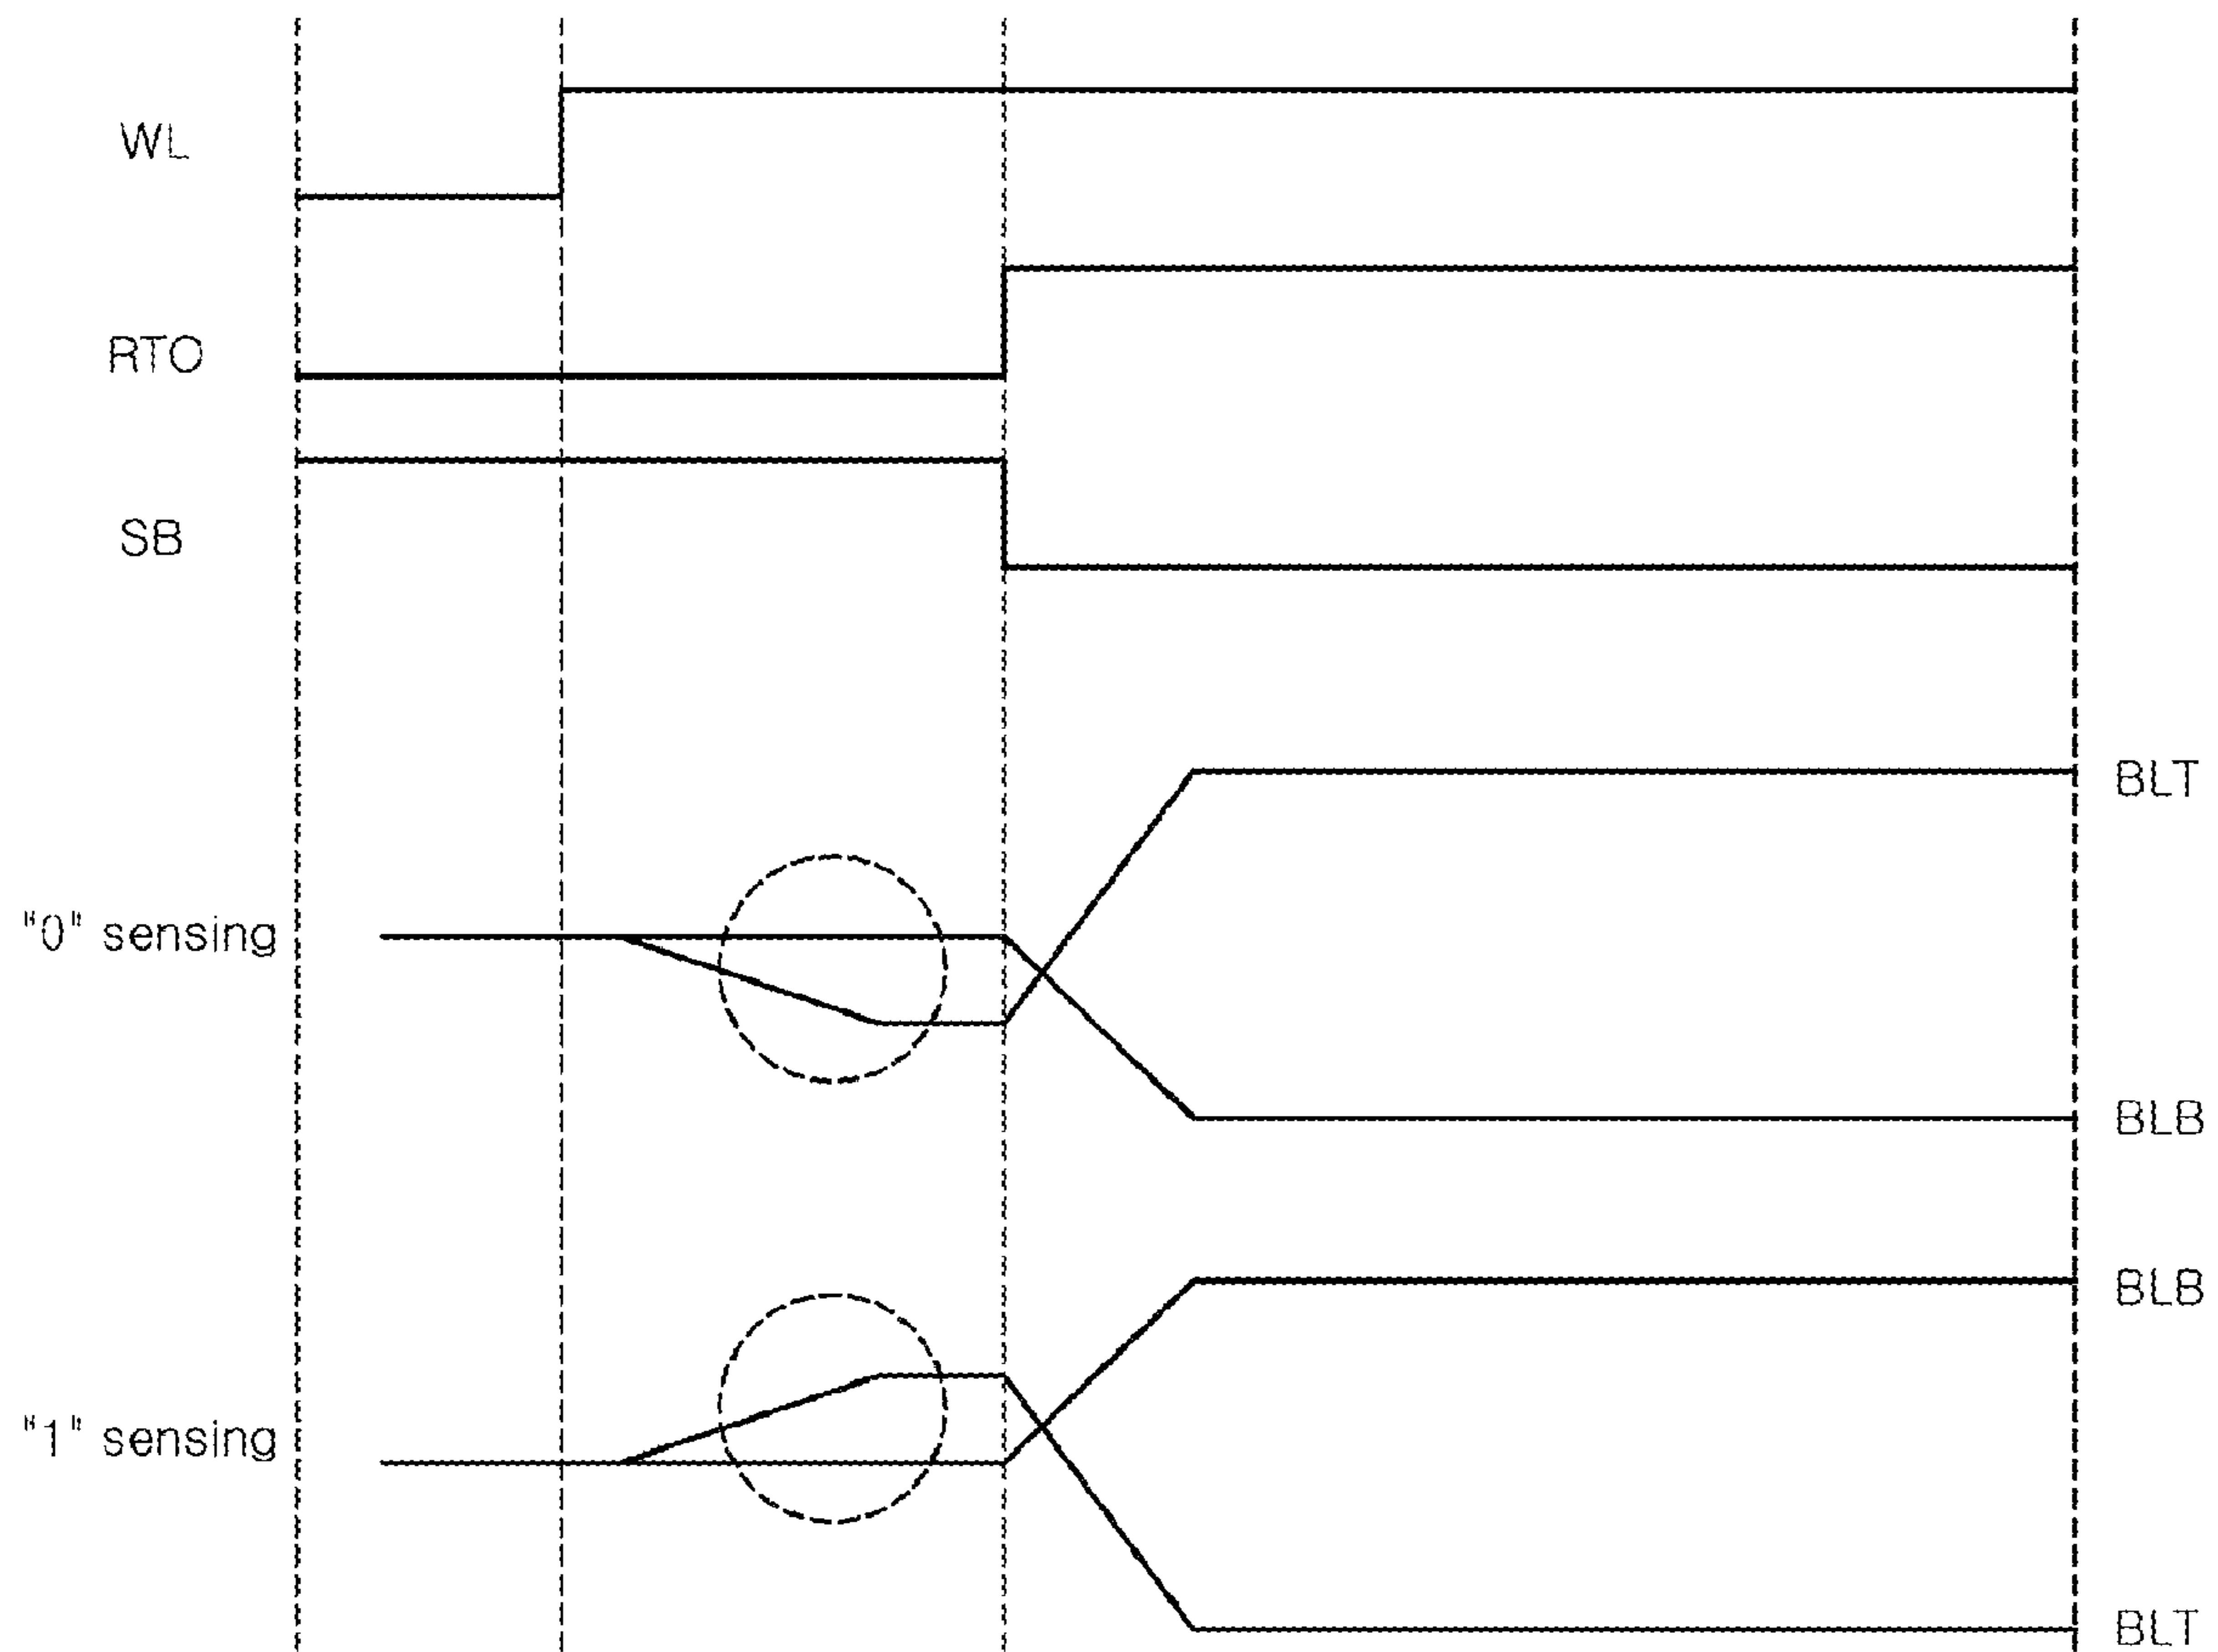 WL
RTO
SB
BLT
"0" sensing
BLB
BLB
"1" sensing
BLT